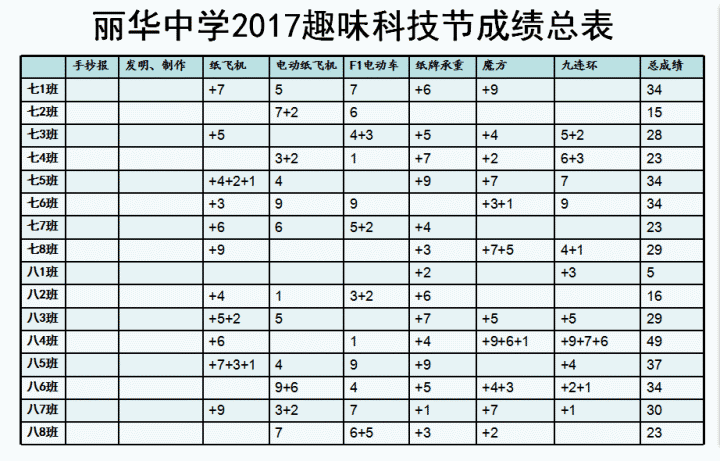 丽华中学2017趣味科技节成绩总表
手抄报 发明、制作 纸飞机 电动纸飞机 F1电动车 纸牌承重 魔方 九连环 总成绩
七1班 +7 5 7 +6 +9 34
七2班 7+2 6 15
七3班 +5 4+3 +5 +4 5+2 28
七4班 3+2 1 +7 +2 6+3 23
七5班 +4+2+1 4 +9 +7 7 34
七6班 +3 9 9 +3+1 9 34
七7班 +6 6 5+2 +4 23
七8班 +9 +3 +7+5 4+1 29
八1班 +2 +3 5
八2班 +4 1 3+2 +6 16
八3班 +5+2 5 +7 +5 +5 29
八4班 +6 1 +4 +9+6+1 +9+7+6 49
八5班 +7+3+1 4 9 +9 +4 37
八6班 9+6 4 +5 +4+3 +2+1 34
八7班 +9 3+2 7 +1 +7 +1 30
八8班 7 6+5 +3 +2 23